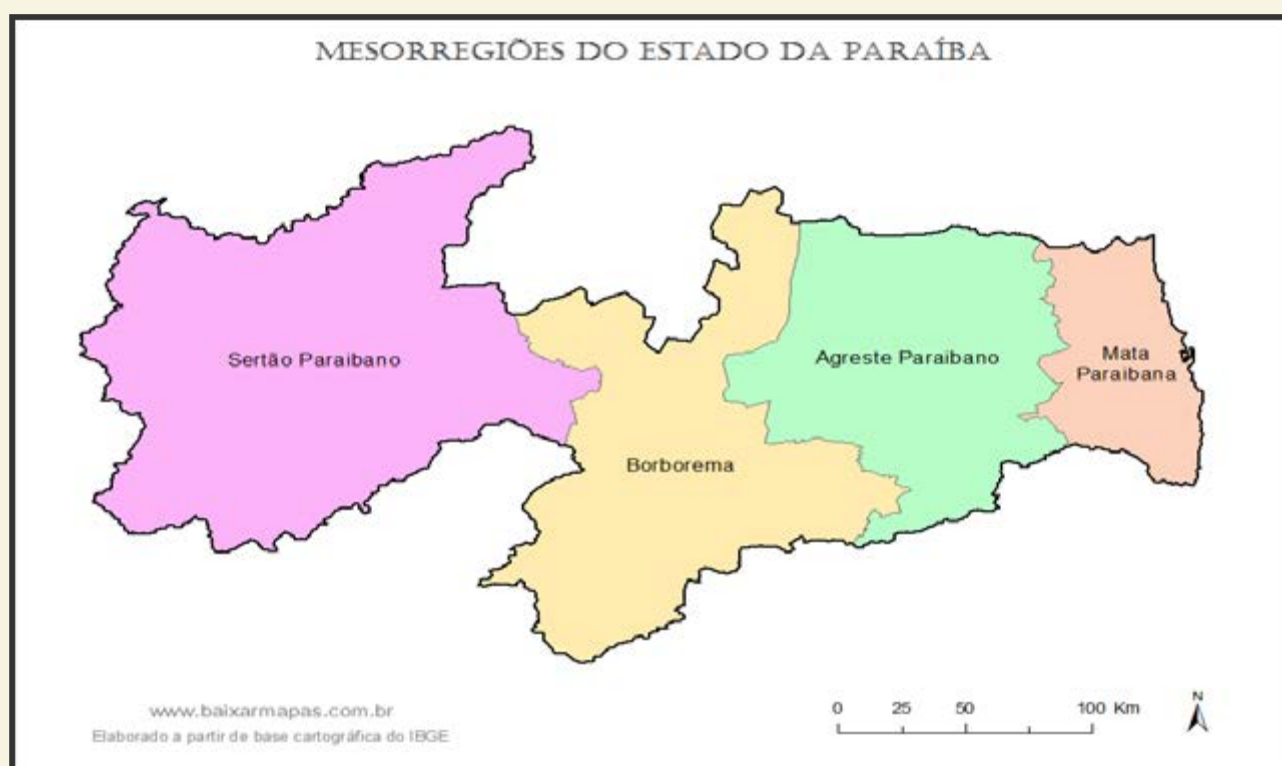 MESORREGIÕES DO ESTADO DA PARAÍBA
Sertão Paraibano
Agreste Paraibano
Mata
Paraibana
Borborema
www.baixarmapas.com.br
Elaborado a partir de base cartográfica do IBGE
0 25 50 100 Km
N